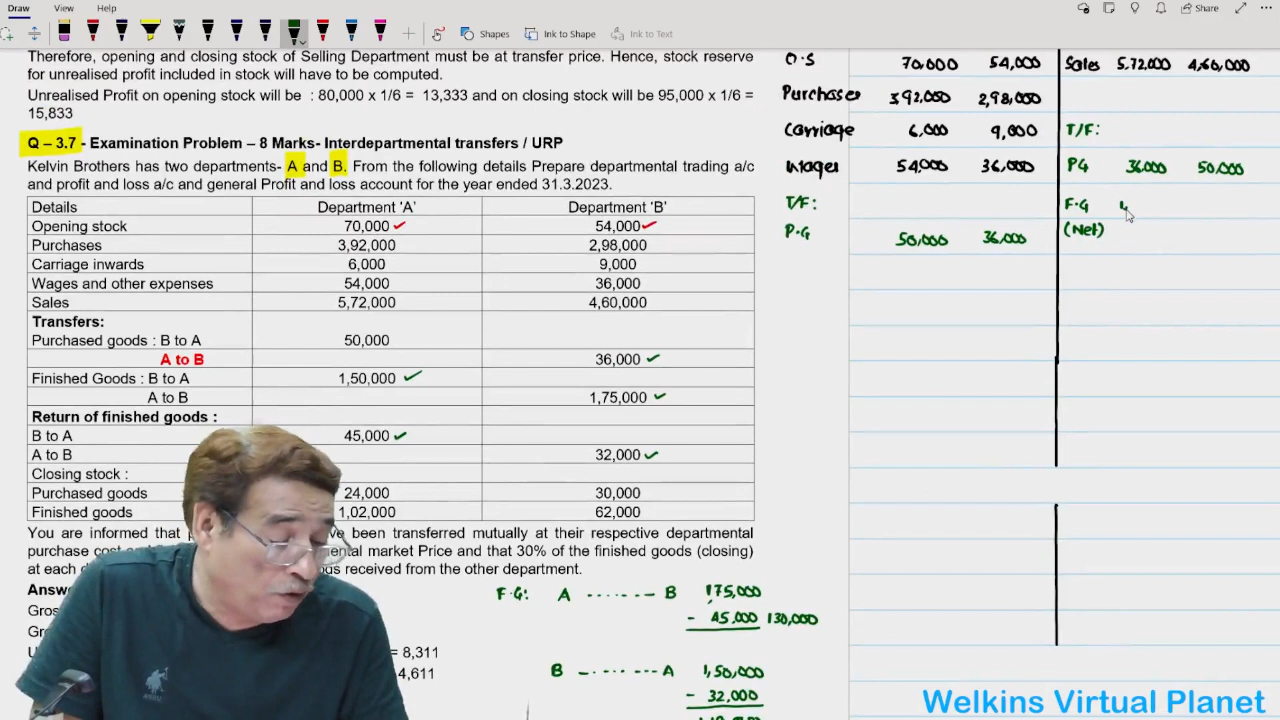 Draw View Help
Share
Shapes Ink to Shape Ink to Text
Therefore, opening and closing stock of Selling Department must be at transfer price. Hence, stock reserve
for unrealised profit included in stock will have to be computed.
Unrealised Profit on opening stock will be : 80,000 x 1/6 = 13,333 and on closing stock will be 95,000 x 1/6 =
15,833
Q – 3.7 - Examination Problem – 8 Marks- Interdepartmental transfers / URP
Kelvin Brothers has two departments- A and B. From the following details Prepare departmental trading a/c
and profit and loss a/c and general Profit and loss account for the year ended 31.3.2023.
Details Department 'A' Department 'B'
Opening stock 70,000 54,000
Purchases 3,92,000 2,98,000
Carriage inwards 6,000 9,000
Wages and other expenses 54,000 36,000
Sales 5,72,000 4,60,000
Transfers:
Purchased goods : B to A 50,000
A to B 36,000
Finished Goods : B to A 1,50,000
A to B 1,75,000
Return of finished goods :
B to A 45,000
A to B 32,000
Closing stock :
Purchased goods 24,000 30,000
Finished goods 1,02,000 62,000
You are informed that p ve been transferred mutually at their respective departmental
purchase cost a ntal market Price and that 30% of the finished goods (closing)
at each d ds received from the other department.
Answ
Gros
Gr
U = 8,311
4,611
F.G: A ------ B 175,000
- 45,000 130,000
B ------ A 1,50,000
- 32,000
O.S 70,000 54,000 Sales 5,72,000 4,60,000
Purchases 3,92,000 2,98,000
Carriage 6,000 9,000 T/F:
Wages 54,000 36,000 PG 36,000 50,000
T/F: F.G
P.G 50,000 36,000 (Net)
Welkins Virtual Planet